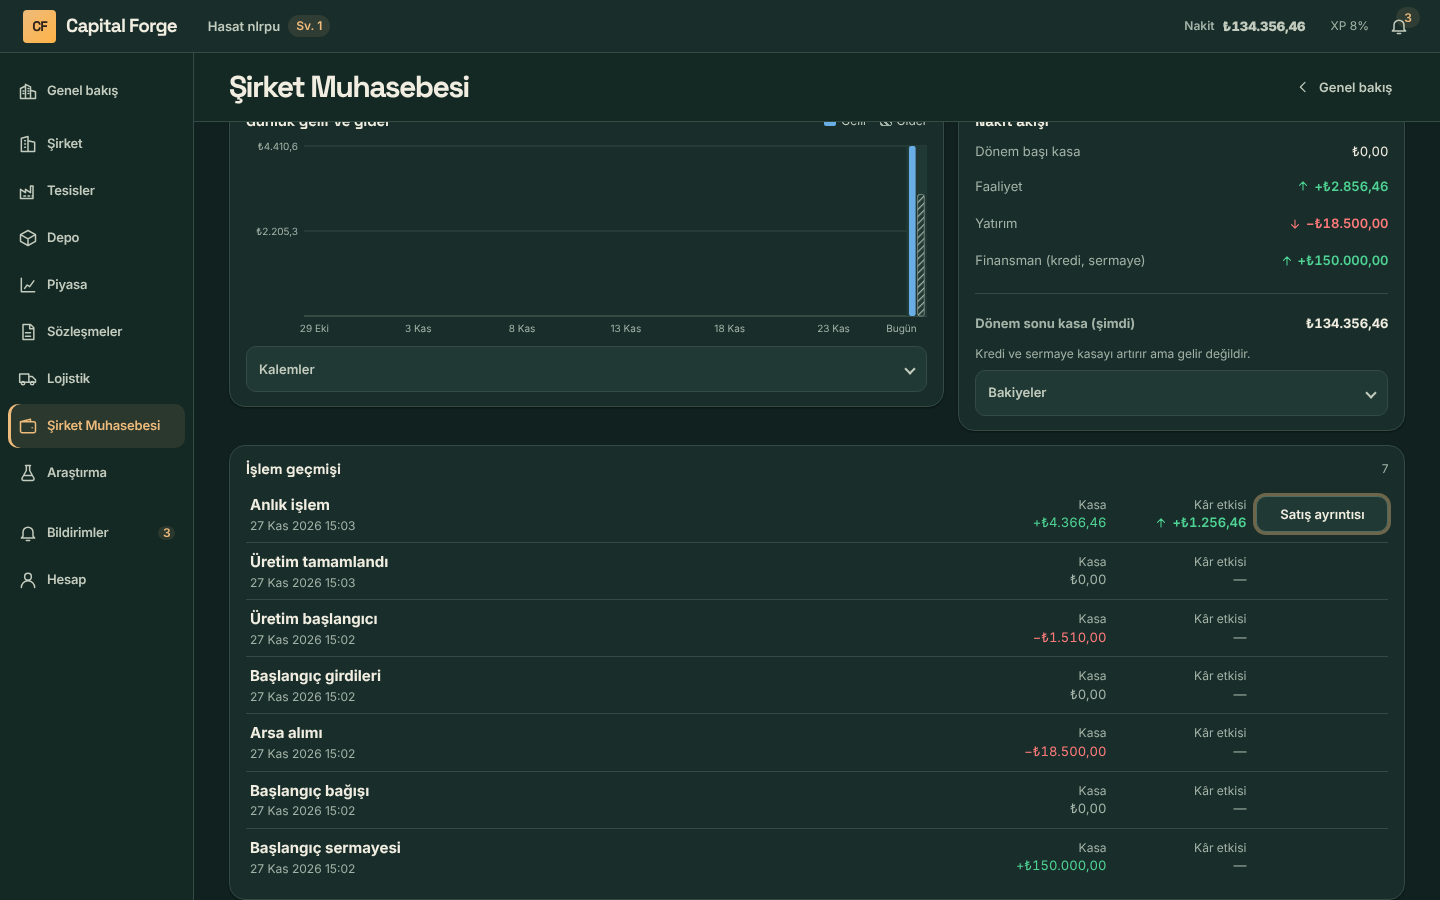 CF
Capital Forge
Hasat nlrpu
Sv. 1
Nakit ₺134.356,46
XP 8%
3
Genel bakış
Şirket
Tesisler
Depo
Piyasa
Sözleşmeler
Lojistik
Şirket Muhasebesi
Araştırma
Bildirimler 3
Hesap
Şirket Muhasebesi
Genel bakış
Günlük gelir ve gider
Gelir Gider
₺4.410,6
₺2.205,3
29 Eki 3 Kas 8 Kas 13 Kas 18 Kas 23 Kas Bugün
Kalemler
Nakit akışı
Dönem başı kasa ₺0,00
Faaliyet ↑ +₺2.856,46
Yatırım ↓ −₺18.500,00
Finansman (kredi, sermaye) ↑ +₺150.000,00
Dönem sonu kasa (şimdi) ₺134.356,46
Kredi ve sermaye kasayı artırır ama gelir değildir.
Bakiyeler
İşlem geçmişi 7
Anlık işlem Kasa Kâr etkisi
27 Kas 2026 15:03 +₺4.366,46 ↑ +₺1.256,46
Satış ayrıntısı
Üretim tamamlandı Kasa Kâr etkisi
27 Kas 2026 15:03 ₺0,00 —
Üretim başlangıcı Kasa Kâr etkisi
27 Kas 2026 15:02 −₺1.510,00 —
Başlangıç girdileri Kasa Kâr etkisi
27 Kas 2026 15:02 ₺0,00 —
Arsa alımı Kasa Kâr etkisi
27 Kas 2026 15:02 −₺18.500,00 —
Başlangıç bağışı Kasa Kâr etkisi
27 Kas 2026 15:02 ₺0,00 —
Başlangıç sermayesi Kasa Kâr etkisi
27 Kas 2026 15:02 +₺150.000,00 —